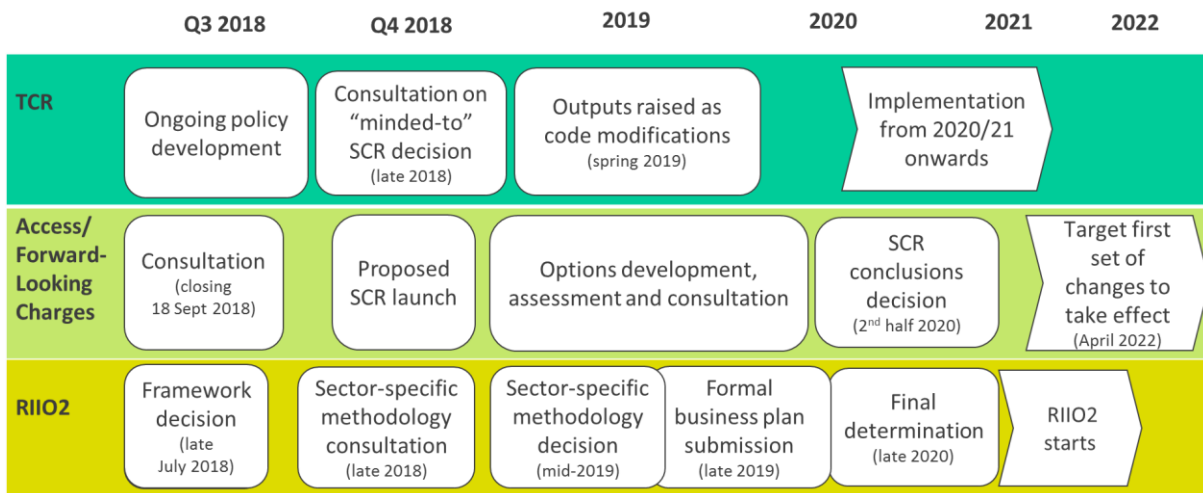 Q3 2018 Q4 2018 2019 2020 2021 2022
TCR
Ongoing policy
development
Consultation on
“minded-to”
SCR decision
(late 2018)
Outputs raised as
code modifications
(spring 2019)
Implementation
from 2020/21
onwards
Access/
Forward-
Looking
Charges
Consultation
(closing
18 Sept 2018)
Proposed
SCR launch
Options development,
assessment and consultation
SCR
conclusions
decision
(2nd half 2020)
Target first
set of
changes to
take effect
(April 2022)
RIIO2
Framework
decision
(late
July 2018)
Sector-specific
methodology
consultation
(late 2018)
Sector-specific
methodology
decision
(mid-2019)
Formal
business plan
submission
(late 2019)
Final
determination
(late 2020)
RIIO2
starts